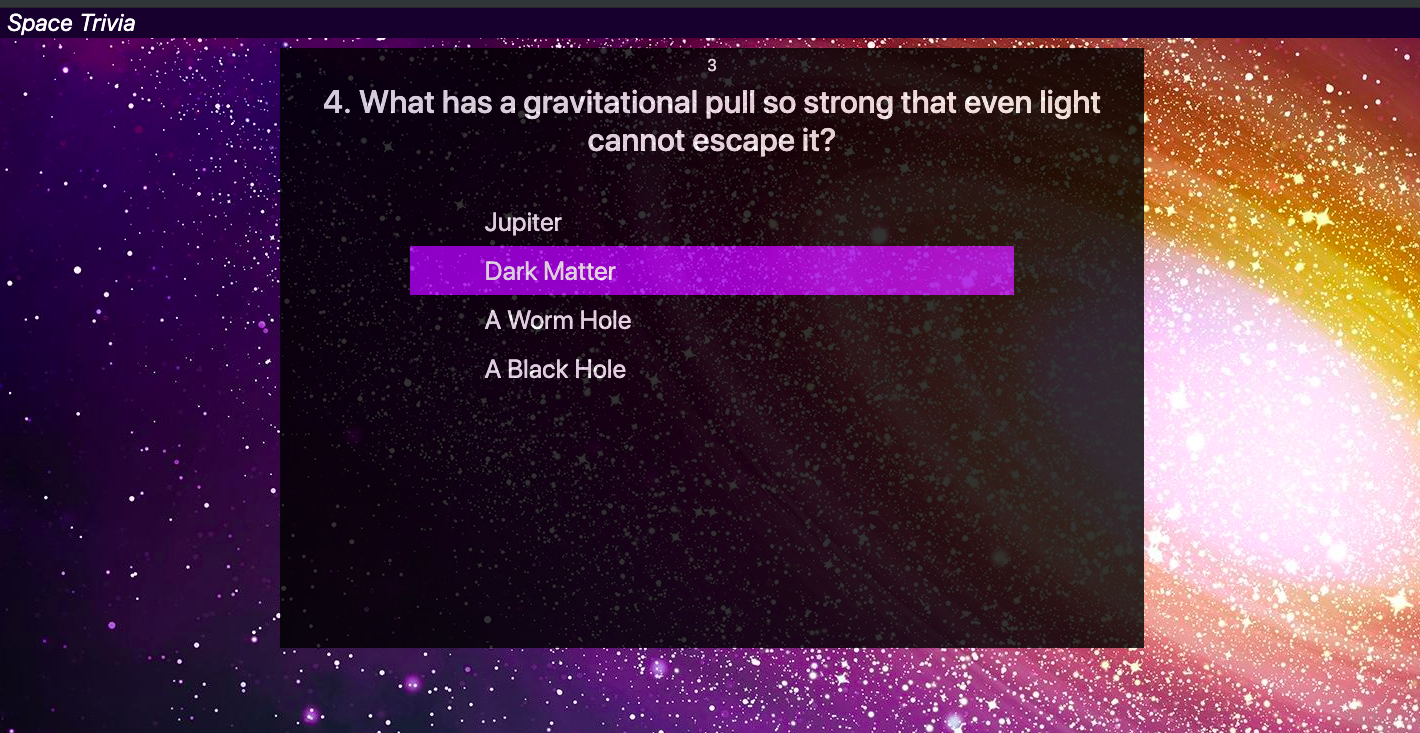 Space Trivia
3
4. What has a gravitational pull so strong that even light
cannot escape it?
Jupiter
Dark Matter
A Worm Hole
A Black Hole